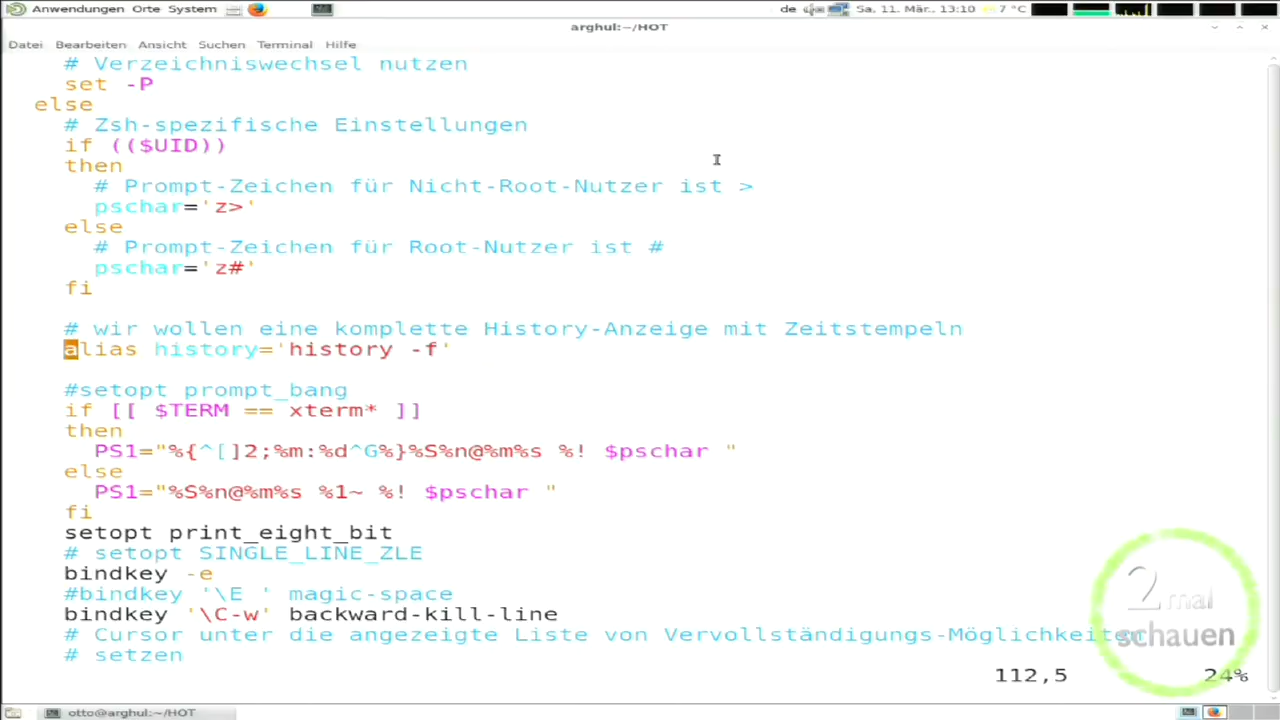 Anwendungen Orte System de Sa, 11. Mär., 13:10 7 °C
arghul:~/HOT
Datei Bearbeiten Ansicht Suchen Terminal Hilfe
# Verzeichniswechsel nutzen
set -P
else
# Zsh-spezifische Einstellungen
if (($UID))
then
# Prompt-Zeichen für Nicht-Root-Nutzer ist >
pschar='z>'
else
# Prompt-Zeichen für Root-Nutzer ist #
pschar='z#'
fi
# wir wollen eine komplette History-Anzeige mit Zeitstempeln
alias history='history -f'
#setopt prompt_bang
if [[ $TERM == xterm* ]]
then
PS1="%{^[]2;%m:%d^G%}%S%n@%m%s %! $pschar "
else
PS1="%S%n@%m%s %1~ %! $pschar "
fi
setopt print_eight_bit
# setopt SINGLE_LINE_ZLE
bindkey -e
#bindkey '\E ' magic-space
bindkey '\C-w' backward-kill-line
# Cursor unter die angezeigte Liste von Vervollständigungs-Möglichkeiten
# setzen
112,5 24%
2
mal
schauen
otto@arghul:~/HOT